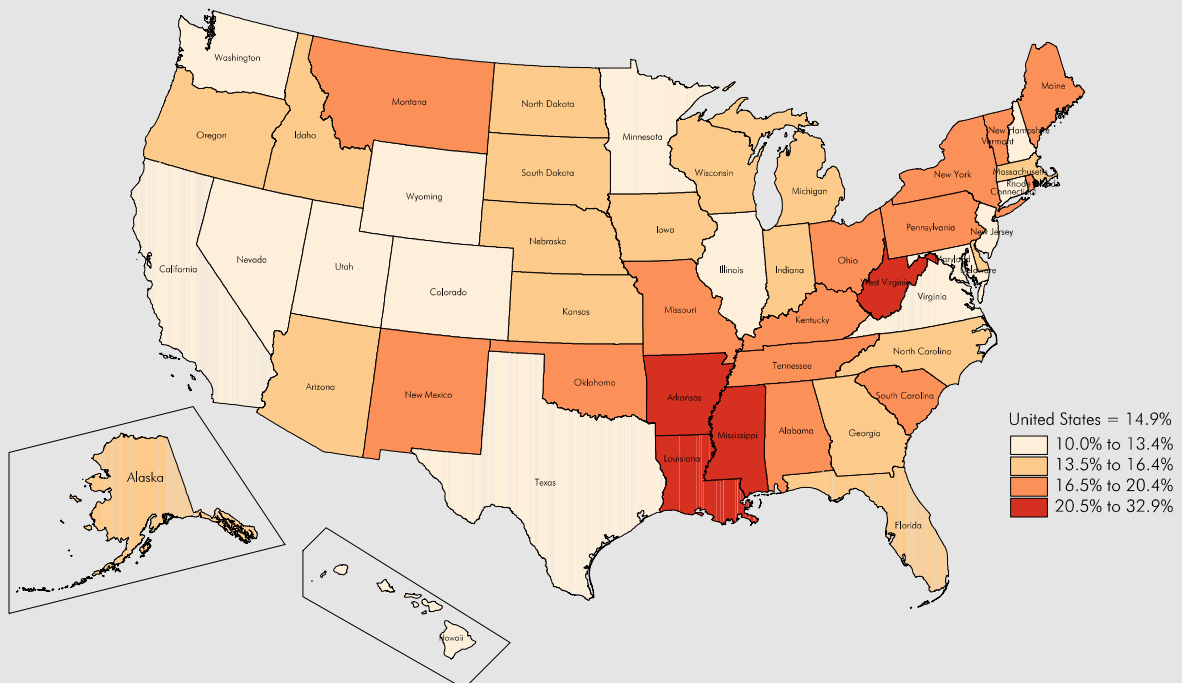 Washington
Montana
North Dakota
Minnesota
Maine
Oregon
Idaho
South Dakota
Wisconsin
Michigan
New Hampshire
Vermont
New York
Massachusetts
Rhode Island
Connecticut
Wyoming
Nebraska
Iowa
Pennsylvania
New Jersey
California
Nevada
Utah
Colorado
Illinois
Indiana
Ohio
Maryland
Delaware
West Virginia
Virginia
Kansas
Missouri
Kentucky
Arizona
New Mexico
Oklahoma
Arkansas
Tennessee
North Carolina
South Carolina
Texas
Louisiana
Mississippi
Alabama
Georgia
Florida
Alaska
Hawaii
United States = 14.9%
10.0% to 13.4%
13.5% to 16.4%
16.5% to 20.4%
20.5% to 32.9%